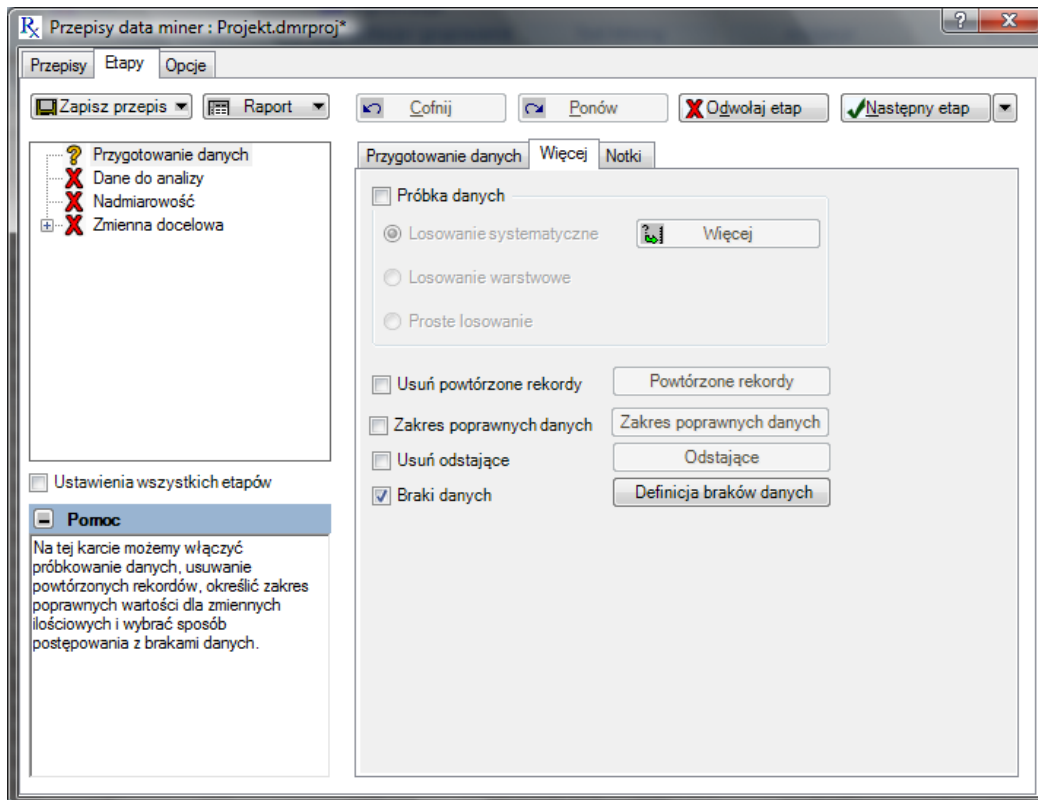 Przepisy data miner : Projekt.dmrproj*
Przepisy Etapy Opcje
Zapisz przepis Raport Cofnij Ponów Odwołaj etap Następny etap
Przygotowanie danych
Dane do analizy
Nadmiarowość
Zmienna docelowa
Ustawienia wszystkich etapów
Pomoc
Na tej karcie możemy włączyć
próbkowanie danych, usuwanie
powtórzonych rekordów, określić zakres
poprawnych wartości dla zmiennych
ilościowych i wybrać sposób
postępowania z brakami danych.
Przygotowanie danych Więcej Notki
Próbka danych
Losowanie systematyczne Więcej
Losowanie warstwowe
Proste losowanie
Usuń powtórzone rekordy Powtórzone rekordy
Zakres poprawnych danych Zakres poprawnych danych
Usuń odstające Odstające
Braki danych Definicja braków danych